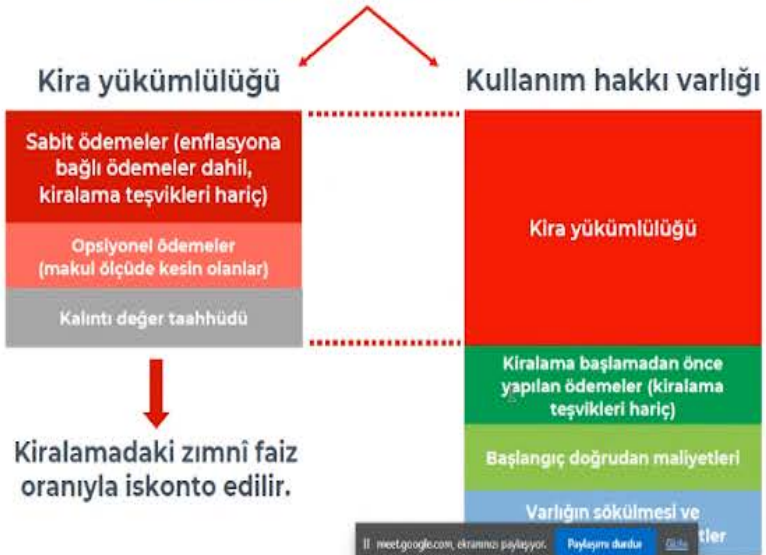 Kira yükümlülüğü
Sabit ödemeler (enflasyona
bağlı ödemeler dahil,
kiralama teşvikleri hariç)
Opsiyonel ödemeler
(makul ölçüde kesin olanlar)
Kalıntı değer taahhüdü
Kiralamadaki zımnî faiz
oranıyla iskonto edilir.
Kullanım hakkı varlığı
Kira yükümlülüğü
Kiralama başlamadan önce
yapılan ödemeler (kiralama
teşvikleri hariç)
Başlangıç doğrudan maliyetleri
Varlığın sökülmesi ve
meet.google.com, ekranınızı paylaşıyor.
Paylaşımı durdur
Gizle